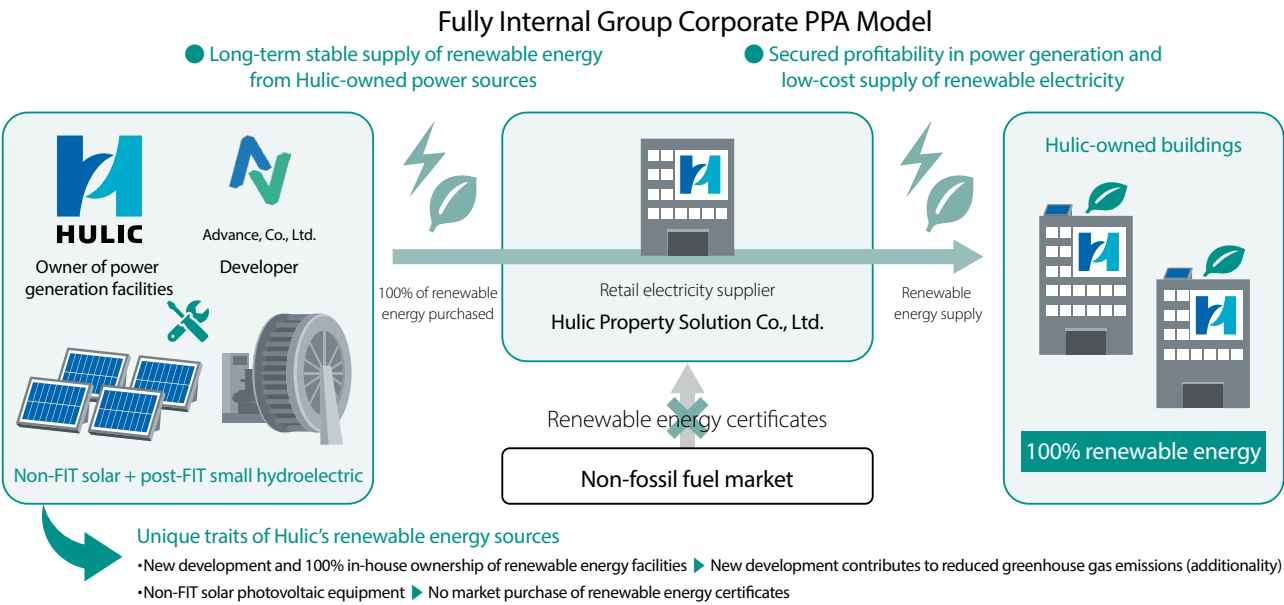 Fully Internal Group Corporate PPA Model
● Long-term stable supply of renewable energy
from Hulic-owned power sources
● Secured profitability in power generation and
low-cost supply of renewable electricity
HULIC
Owner of power
generation facilities
Advance, Co., Ltd.
Developer
Non-FIT solar + post-FIT small hydroelectric
100% of renewable
energy purchased
Retail electricity supplier
Hulic Property Solution Co., Ltd.
Renewable
energy supply
Hulic-owned buildings
100% renewable energy
Renewable energy certificates
Non-fossil fuel market
Unique traits of Hulic's renewable energy sources
・New development and 100% in-house ownership of renewable energy facilities ▶ New development contributes to reduced greenhouse gas emissions (additionality)
・Non-FIT solar photovoltaic equipment ▶ No market purchase of renewable energy certificates